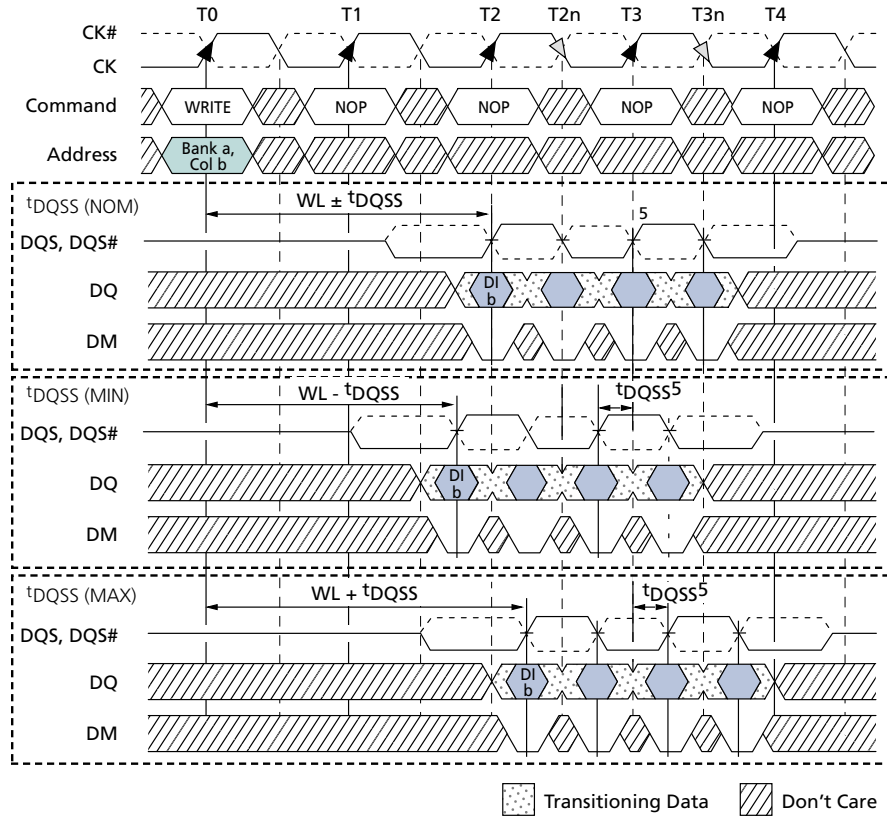 T0 T1 T2 T2n T3 T3n T4
CK#
CK
Command WRITE NOP NOP NOP NOP
Address Bank a,
Col b
tDQSS (NOM) WL ± tDQSS
5
DQS, DQS#
DQ DI
b
DM
tDQSS (MIN) WL - tDQSS tDQSS5
DQS, DQS#
DQ DI
b
DM
tDQSS (MAX) WL + tDQSS tDQSS5
DQS, DQS#
DQ DI
b
DM
Transitioning Data Don't Care